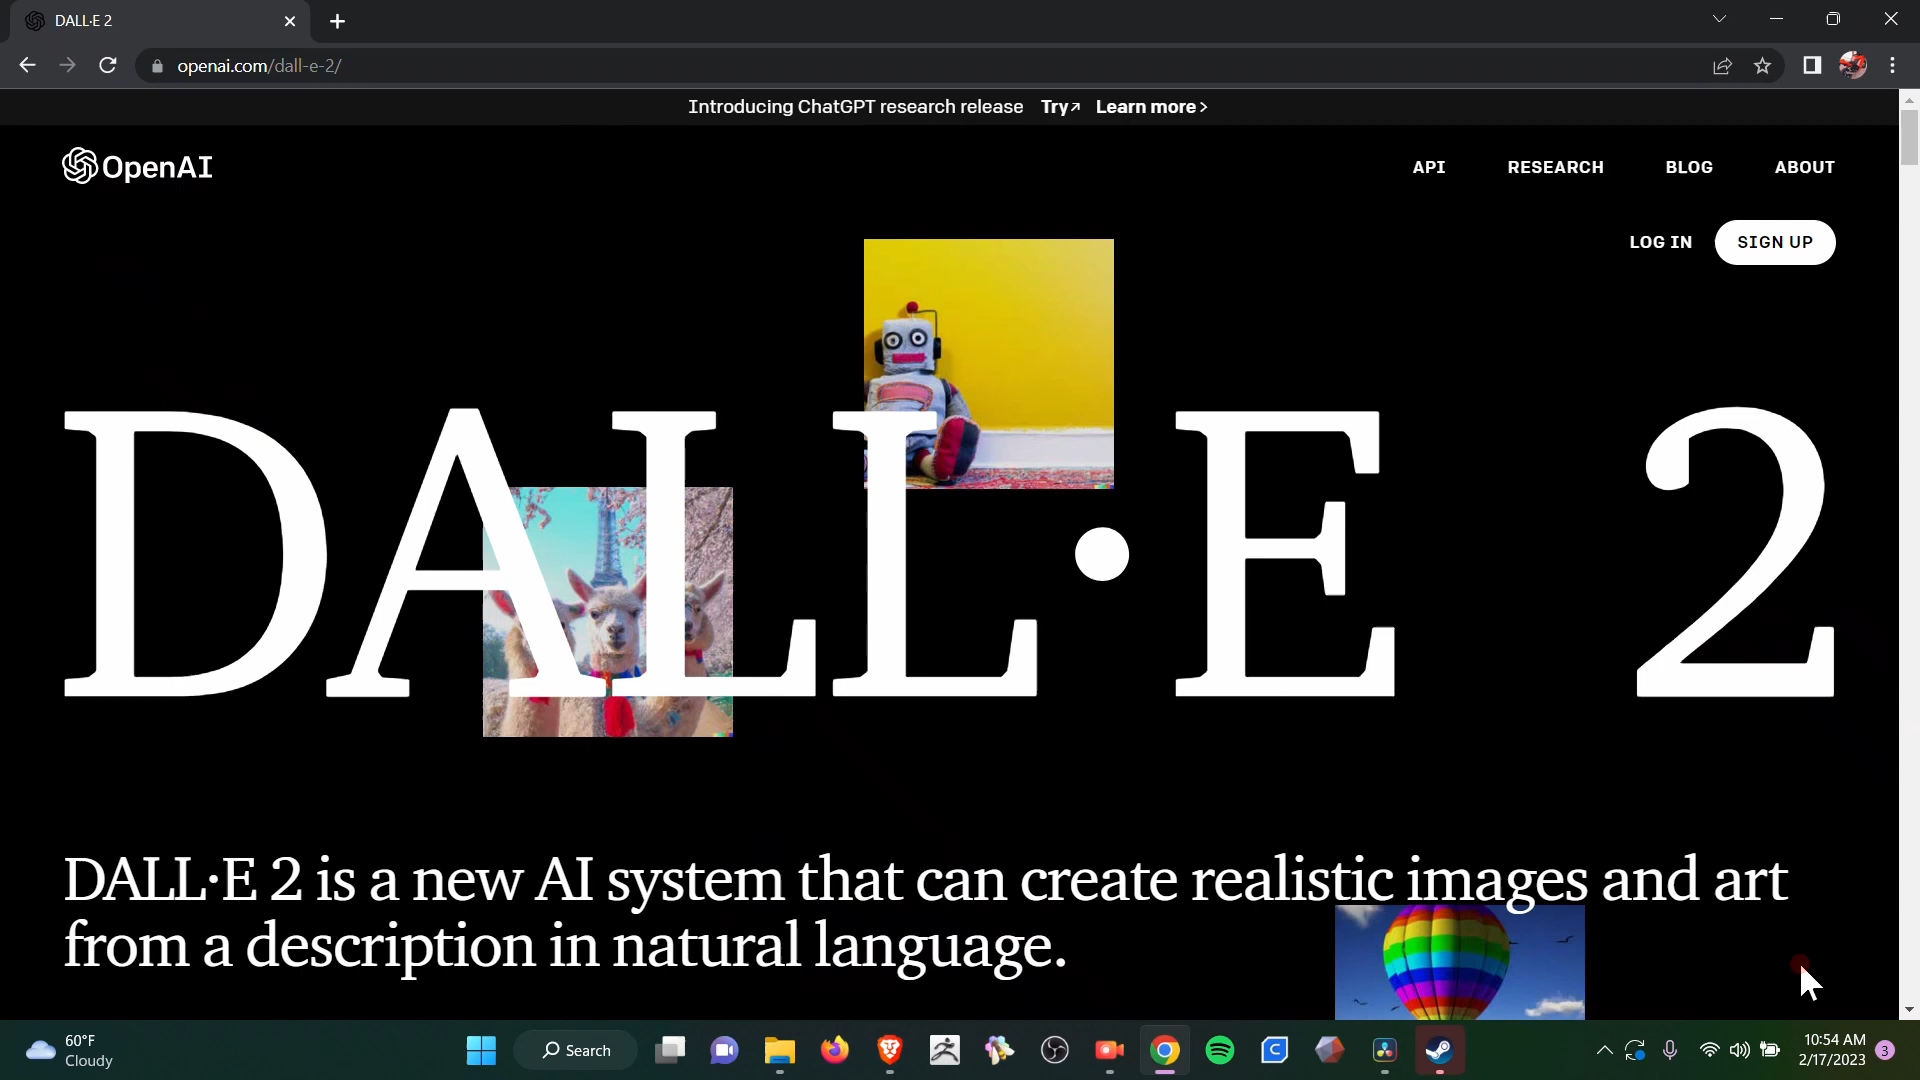 DALL·E 2
openai.com/dall-e-2/
Introducing ChatGPT research release Try↗ Learn more >
OpenAI
API RESEARCH BLOG ABOUT
LOG IN SIGN UP
DALL·E 2
DALL·E 2 is a new AI system that can create realistic images and art
from a description in natural language.
60°F
Cloudy
Search
10:54 AM
2/17/2023
3